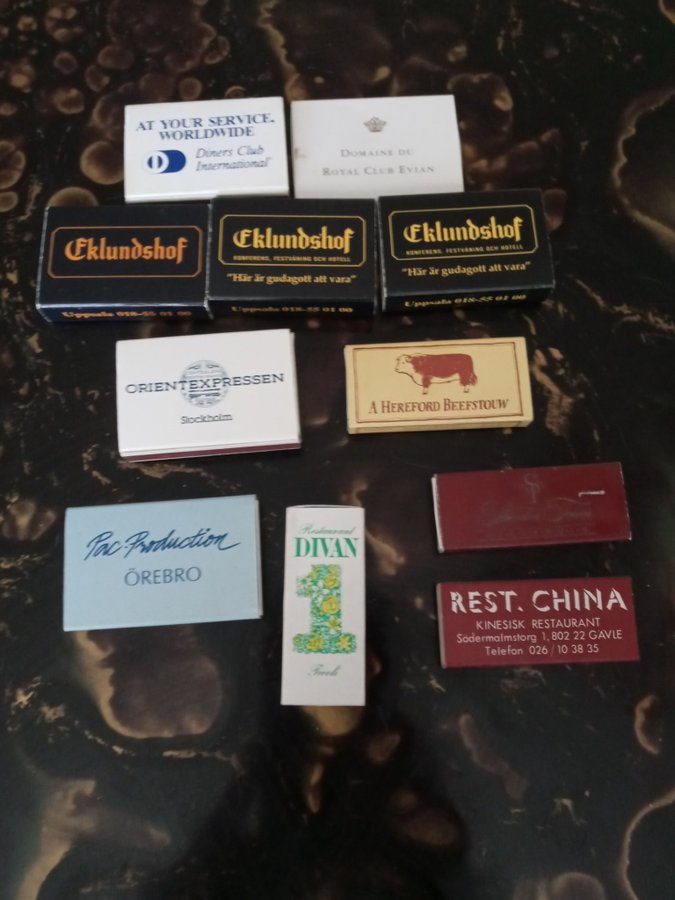 AT YOUR SERVICE.
WORLDWIDE
Diners Club
International®
DOMAINE DU
ROYAL CLUB EVIAN
Eklundshof
Uppsala 018-55 01 00
Eklundshof
KONFERENS, FESTVÅNING OCH HOTELL
"Här är gudagott att vara"
Uppsala 018-55 01 00
Eklundshof
KONFERENS, FESTVÅNING OCH HOTELL
"Här är gudagott att vara"
Uppsala 018-55 01 00
ORIENTEXPRESSEN
Stockholm
A HEREFORD BEEFSTOUW
Pac-Production
ÖREBRO
Restaurant
DIVAN
1
Tivoli
REST. CHINA
KINESISK RESTAURANT
Södermalmstorg 1, 802 22 GÄVLE
Telefon 026/10 38 35